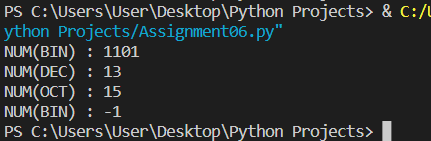 PS C:\Users\User\Desktop\Python Projects> & C:/U
ython Projects/Assignment06.py"
NUM(BIN) : 1101
NUM(DEC) : 13
NUM(OCT) : 15
NUM(BIN) : -1
PS C:\Users\User\Desktop\Python Projects>